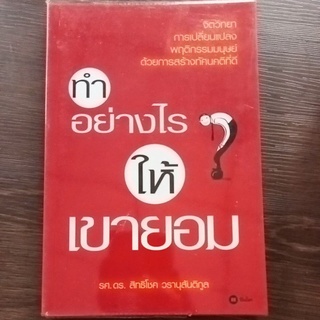 จิตวิทยา
การเปลี่ยนแปลง
พฤติกรรมมนุษย์
ด้วยการสร้างทัศนคติที่ดี
ทำ
อย่างไร ?
ให้
เขายอม
รศ.ดร. สิทธิโชค วรานุสันติกูล